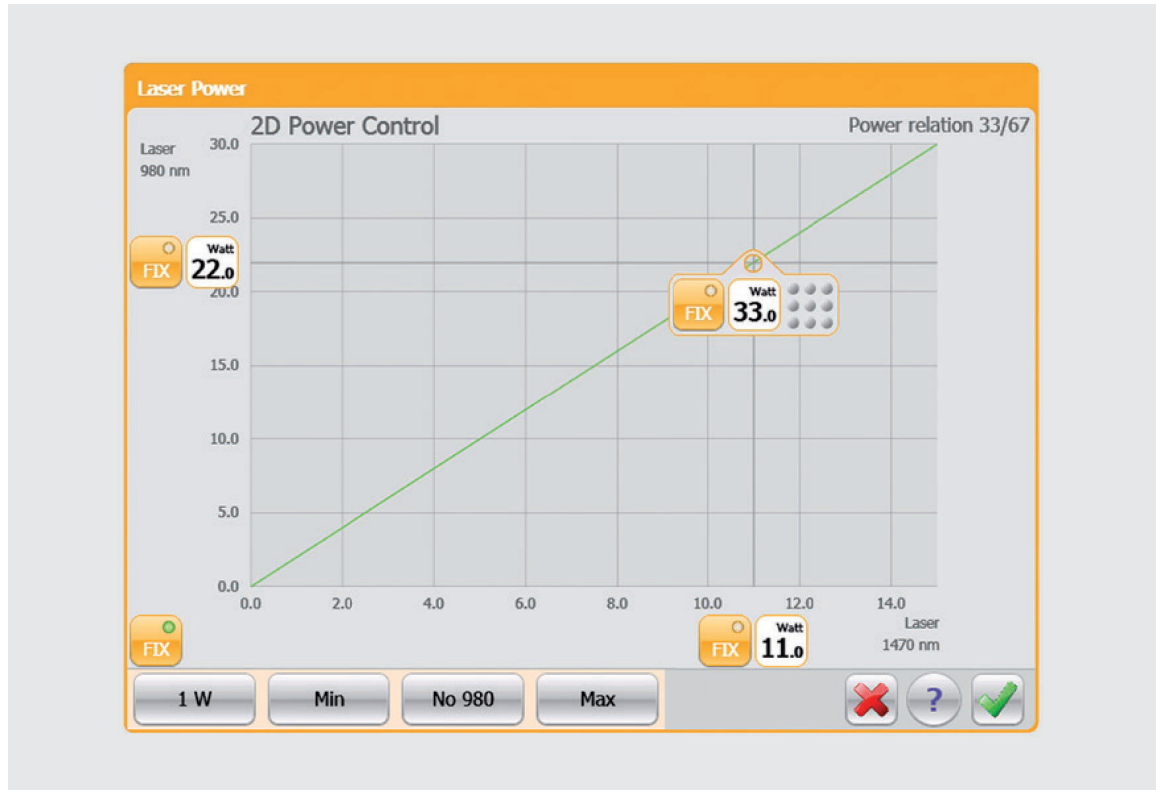 Laser Power
2D Power Control
Power relation 33/67
Laser
980 nm
30.0
25.0
FIX
Watt
22.0
20.0
FIX
Watt
33.0
15.0
10.0
5.0
0.0
0.0 2.0 4.0 6.0 8.0 10.0 12.0 14.0
FIX
FIX
Watt
11.0
Laser
1470 nm
1 W
Min
No 980
Max
?